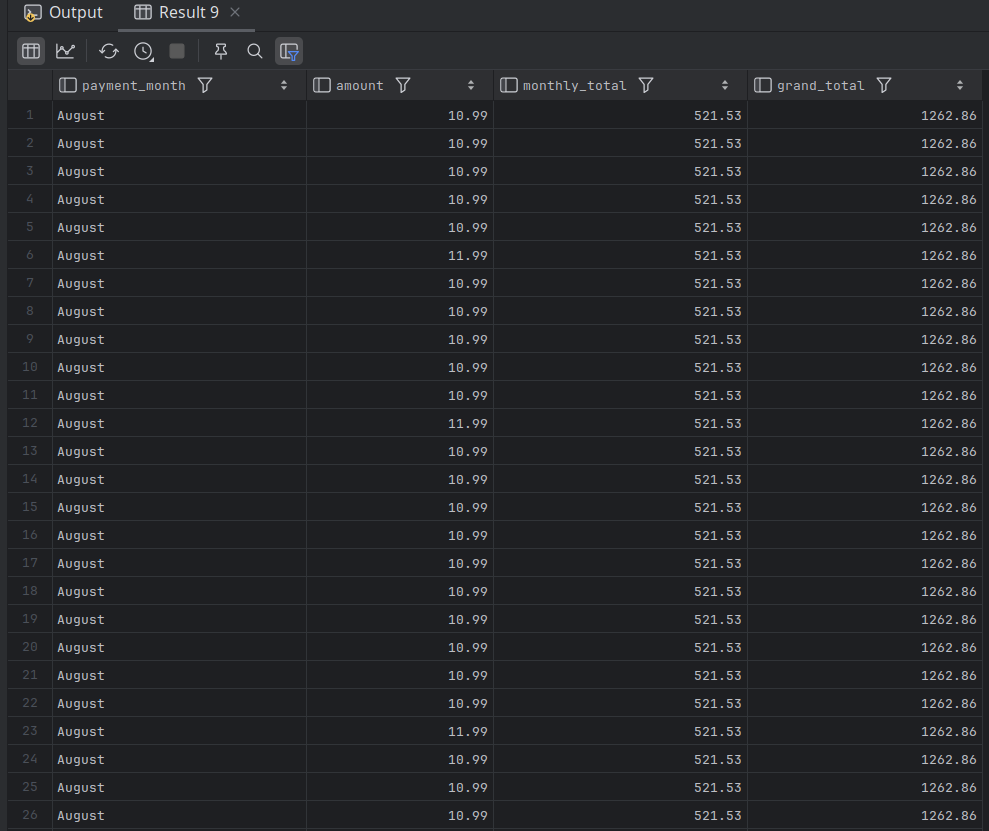 Output Result 9
payment_month amount monthly_total grand_total
1 August 10.99 521.53 1262.86
2 August 10.99 521.53 1262.86
3 August 10.99 521.53 1262.86
4 August 10.99 521.53 1262.86
5 August 10.99 521.53 1262.86
6 August 11.99 521.53 1262.86
7 August 10.99 521.53 1262.86
8 August 10.99 521.53 1262.86
9 August 10.99 521.53 1262.86
10 August 10.99 521.53 1262.86
11 August 10.99 521.53 1262.86
12 August 11.99 521.53 1262.86
13 August 10.99 521.53 1262.86
14 August 10.99 521.53 1262.86
15 August 10.99 521.53 1262.86
16 August 10.99 521.53 1262.86
17 August 10.99 521.53 1262.86
18 August 10.99 521.53 1262.86
19 August 10.99 521.53 1262.86
20 August 10.99 521.53 1262.86
21 August 10.99 521.53 1262.86
22 August 10.99 521.53 1262.86
23 August 11.99 521.53 1262.86
24 August 10.99 521.53 1262.86
25 August 10.99 521.53 1262.86
26 August 10.99 521.53 1262.86